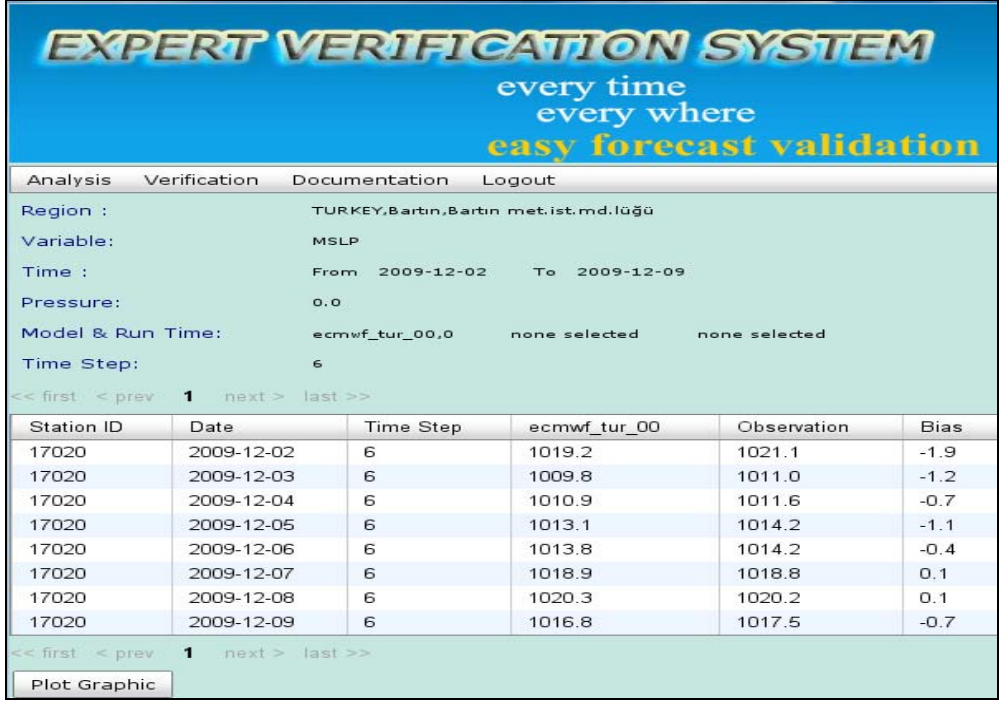 EXPERT VERIFICATION SYSTEM
every time
every where
easy forecast validation
Analysis Verification Documentation Logout
Region : TURKEY,Bartın,Bartın met.ist.md.lüğü
Variable: MSLP
Time : From 2009-12-02 To 2009-12-09
Pressure: 0.0
Model & Run Time: ecmwf_tur_00,0 none selected none selected
Time Step: 6
<< first < prev 1 next > last >>
Station ID Date Time Step ecmwf_tur_00 Observation Bias
17020 2009-12-02 6 1019.2 1021.1 -1.9
17020 2009-12-03 6 1009.8 1011.0 -1.2
17020 2009-12-04 6 1010.9 1011.6 -0.7
17020 2009-12-05 6 1013.1 1014.2 -1.1
17020 2009-12-06 6 1013.8 1014.2 -0.4
17020 2009-12-07 6 1018.9 1018.8 0.1
17020 2009-12-08 6 1020.3 1020.2 0.1
17020 2009-12-09 6 1016.8 1017.5 -0.7
<< first < prev 1 next > last >>
Plot Graphic